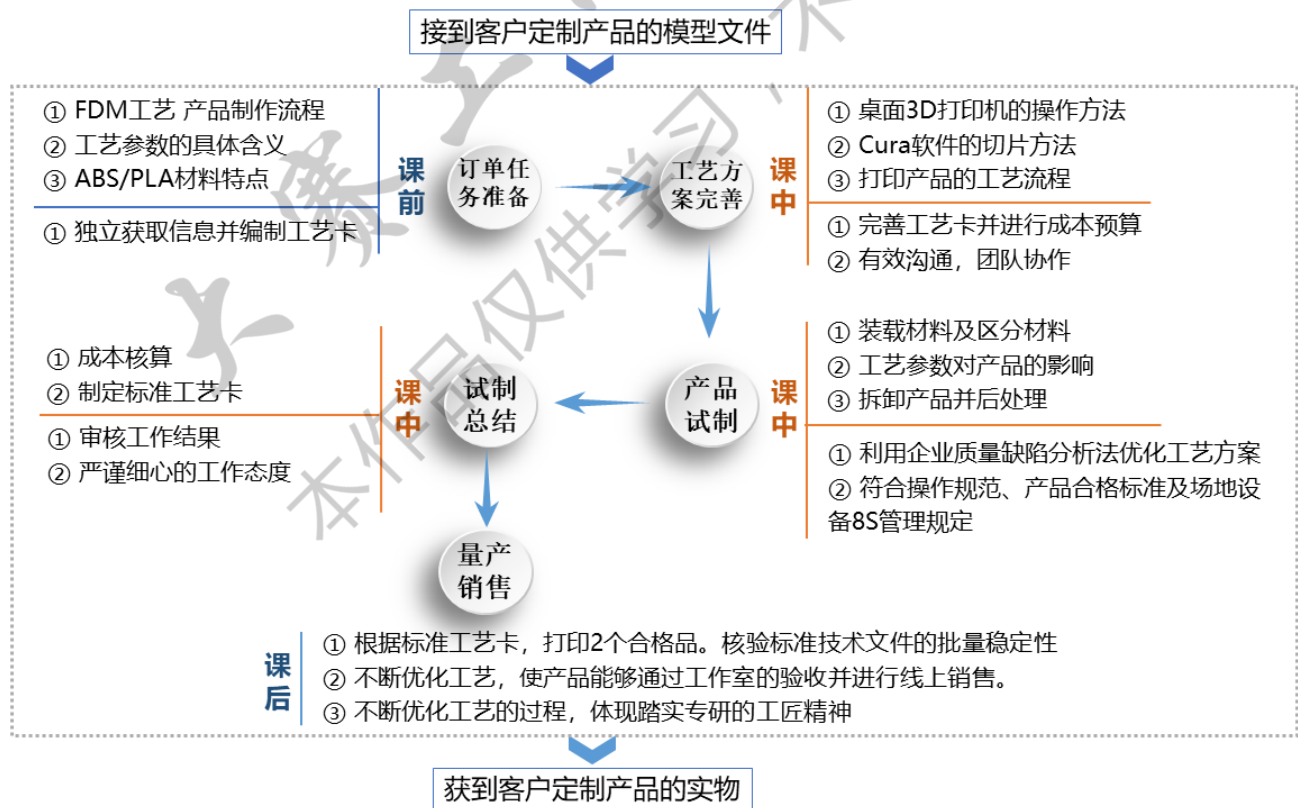 接到客户定制产品的模型文件
① FDM工艺 产品制作流程
② 工艺参数的具体含义
③ ABS/PLA材料特点
① 独立获取信息并编制工艺卡
课前
订单任
务准备
工艺方
案完善
课中
① 桌面3D打印机的操作方法
② Cura软件的切片方法
③ 打印产品的工艺流程
① 完善工艺卡并进行成本预算
② 有效沟通，团队协作
① 成本核算
② 制定标准工艺卡
① 审核工作结果
② 严谨细心的工作态度
课中
试制
总结
产品
试制
课中
① 装载材料及区分材料
② 工艺参数对产品的影响
③ 拆卸产品并后处理
① 利用企业质量缺陷分析法优化工艺方案
② 符合操作规范、产品合格标准及场地设
备8S管理规定
量产
销售
课后
① 根据标准工艺卡，打印2个合格品。核验标准技术文件的批量稳定性
② 不断优化工艺，使产品能够通过工作室的验收并进行线上销售。
③ 不断优化工艺的过程，体现踏实专研的工匠精神
获到客户定制产品的实物
本作品仅供学习，